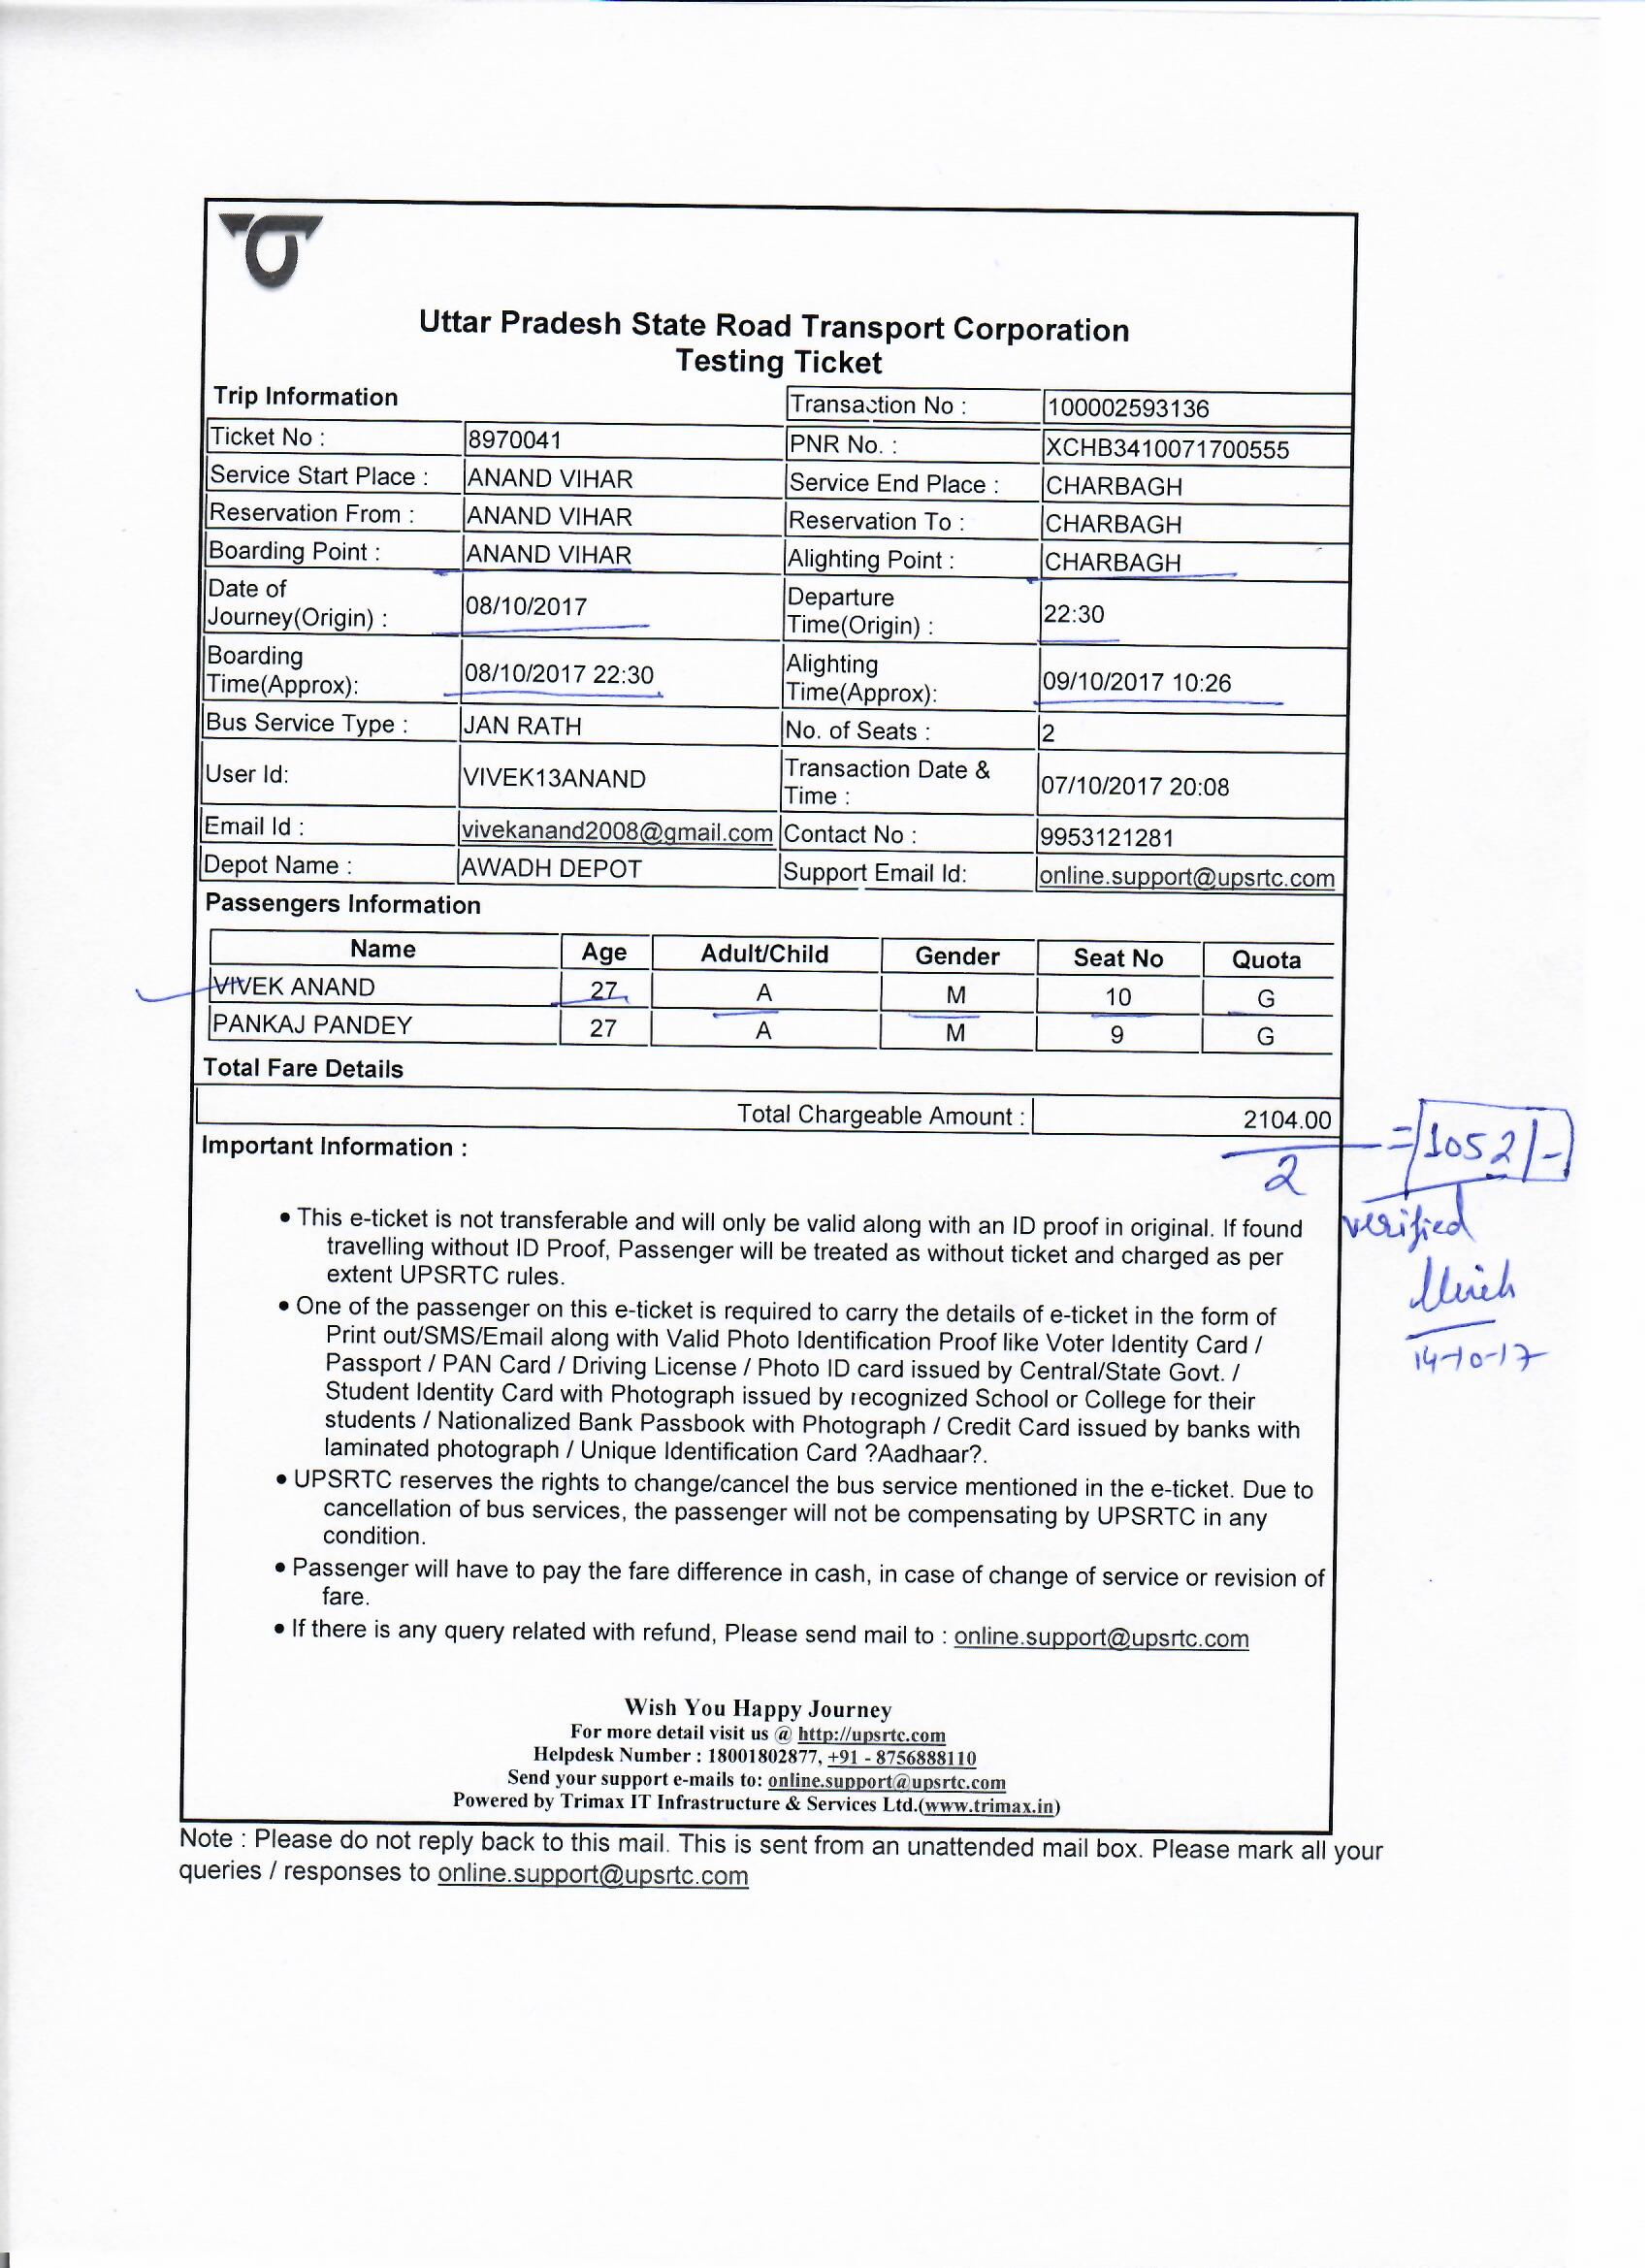 Uttar Pradesh State Road Transport Corporation
Testing Ticket
Trip Information Transaction No : 100002593136
Ticket No : 8970041 PNR No. : XCHB3410071700555
Service Start Place : ANAND VIHAR Service End Place : CHARBAGH
Reservation From : ANAND VIHAR Reservation To : CHARBAGH
Boarding Point : ANAND VIHAR Alighting Point : CHARBAGH
Date of
Journey(Origin) : 08/10/2017 Departure
Time(Origin) : 22:30
Boarding
Time(Approx): 08/10/2017 22:30 Alighting
Time(Approx): 09/10/2017 10:26
Bus Service Type : JAN RATH No. of Seats : 2
User Id: VIVEK13ANAND Transaction Date &
Time : 07/10/2017 20:08
Email Id : vivekanand2008@gmail.com Contact No : 9953121281
Depot Name : AWADH DEPOT Support Email Id: online.support@upsrtc.com
Passengers Information
Name Age Adult/Child Gender Seat No Quota
VIVEK ANAND 27 A M 10 G
PANKAJ PANDEY 27 A M 9 G
Total Fare Details
Total Chargeable Amount : 2104.00
2 = 1052/-
verified
14-10-17
Important Information :
• This e-ticket is not transferable and will only be valid along with an ID proof in original. If found
travelling without ID Proof, Passenger will be treated as without ticket and charged as per
extent UPSRTC rules.
• One of the passenger on this e-ticket is required to carry the details of e-ticket in the form of
Print out/SMS/Email along with Valid Photo Identification Proof like Voter Identity Card /
Passport / PAN Card / Driving License / Photo ID card issued by Central/State Govt. /
Student Identity Card with Photograph issued by recognized School or College for their
students / Nationalized Bank Passbook with Photograph / Credit Card issued by banks with
laminated photograph / Unique Identification Card ?Aadhaar?.
• UPSRTC reserves the rights to change/cancel the bus service mentioned in the e-ticket. Due to
cancellation of bus services, the passenger will not be compensating by UPSRTC in any
condition.
• Passenger will have to pay the fare difference in cash, in case of change of service or revision of
fare.
• If there is any query related with refund, Please send mail to : online.support@upsrtc.com
Wish You Happy Journey
For more detail visit us @ http://upsrtc.com
Helpdesk Number : 18001802877, +91 - 8756888110
Send your support e-mails to: online.support@upsrtc.com
Powered by Trimax IT Infrastructure & Services Ltd.(www.trimax.in)
Note : Please do not reply back to this mail. This is sent from an unattended mail box. Please mark all your
queries / responses to online.support@upsrtc.com